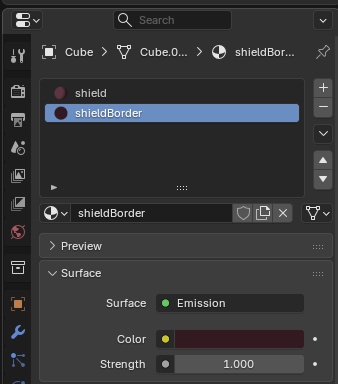 Search
Cube > Cube.0... > shieldBor...
shield
shieldBorder
shieldBorder
Preview
Surface
Surface Emission
Color
Strength 1.000